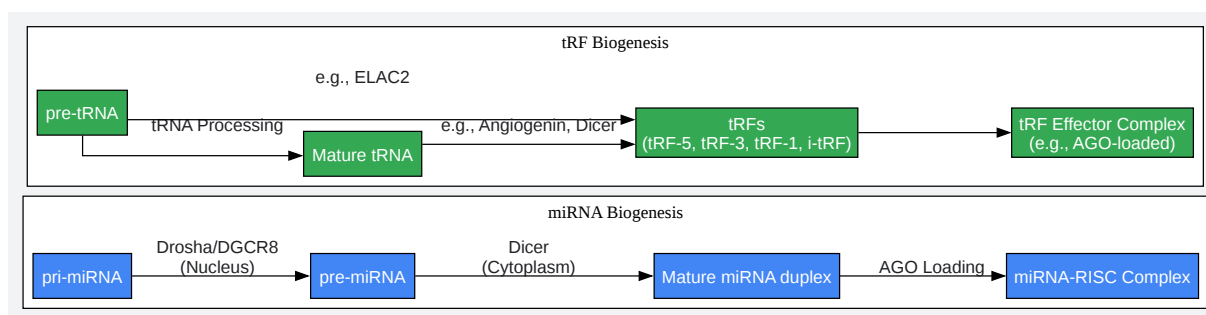 tRF Biogenesis
e.g., ELAC2
pre-tRNA
tRNA Processing
e.g., Angiogenin, Dicer
tRFs
(tRF-5, tRF-3, tRF-1, i-tRF)
tRF Effector Complex
(e.g., AGO-loaded)
Mature tRNA
miRNA Biogenesis
pri-miRNA
Drosha/DGCR8
(Nucleus)
pre-miRNA
Dicer
(Cytoplasm)
Mature miRNA duplex
AGO Loading
miRNA-RISC Complex